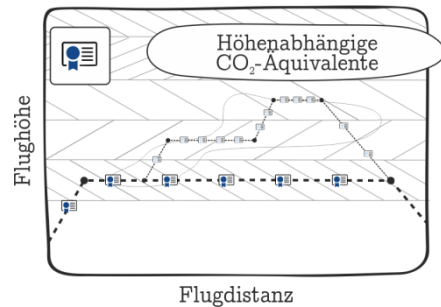 Höhenabhängige
CO₂-Äquivalente
Flughöhe
Flugdistanz